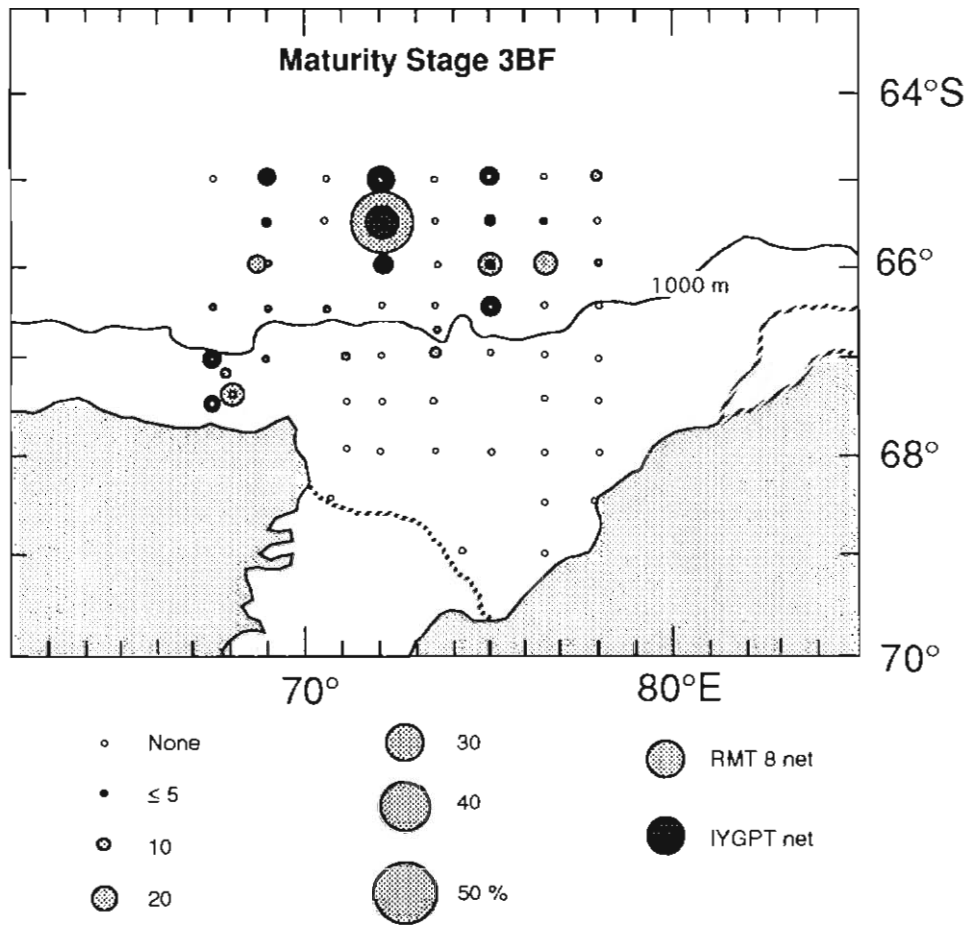 Maturity Stage 3BF
64°S
66°
1000 m
68°
70°
70°
80°E
None
≤ 5
10
20
30
40
50 %
RMT 8 net
IYGPT net